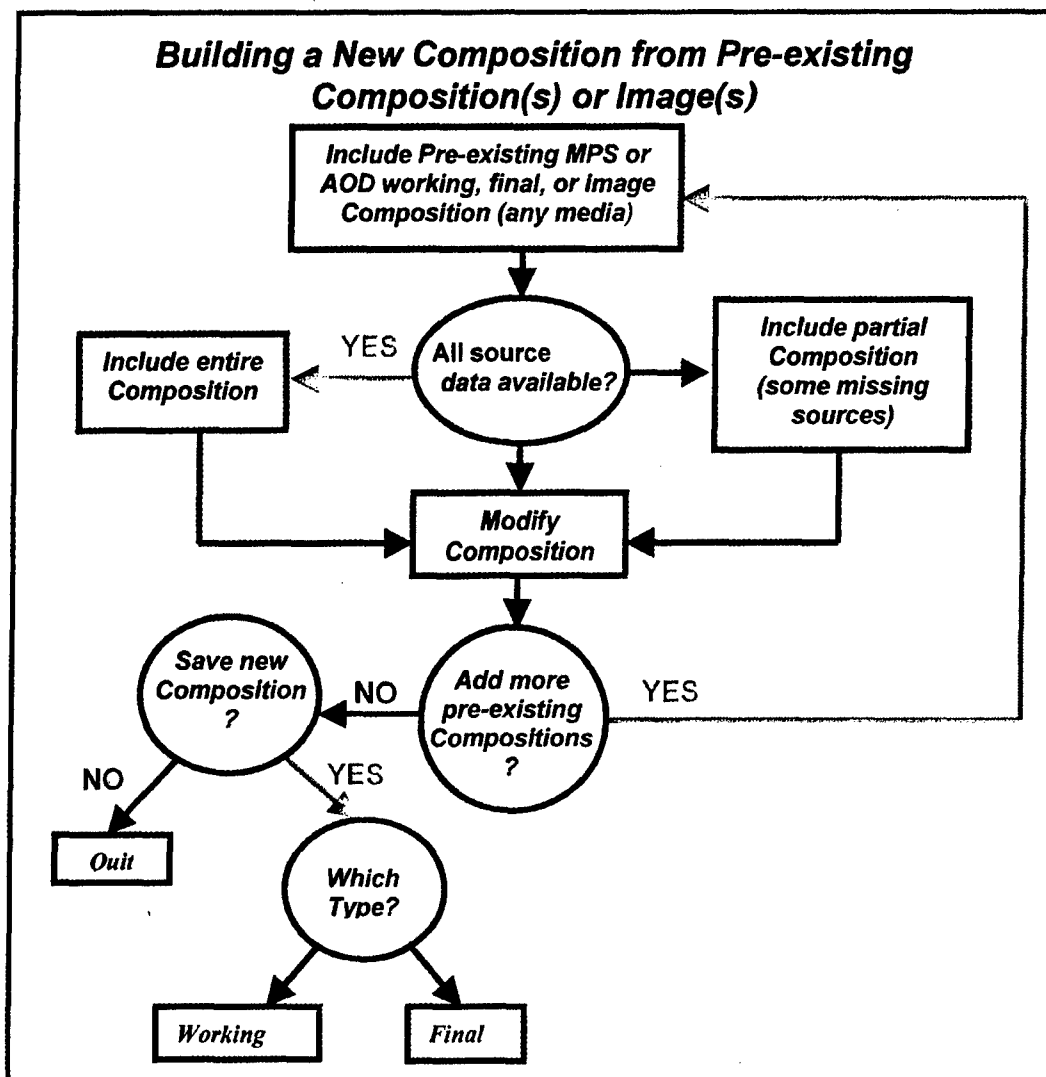 Building a New Composition from Pre-existing
Composition(s) or Image(s)
Include Pre-existing MPS or
AOD working, final, or Image
Composition (any media)
YES
All source
data available?
Include entire
Composition
Include partial
Composition
(some missing
sources)
Modify
Composition
Save new
Composition
?
NO
Add more
pre-existing
Compositions
?
YES
NO
YES
Quit
Which
Type?
Working
Final